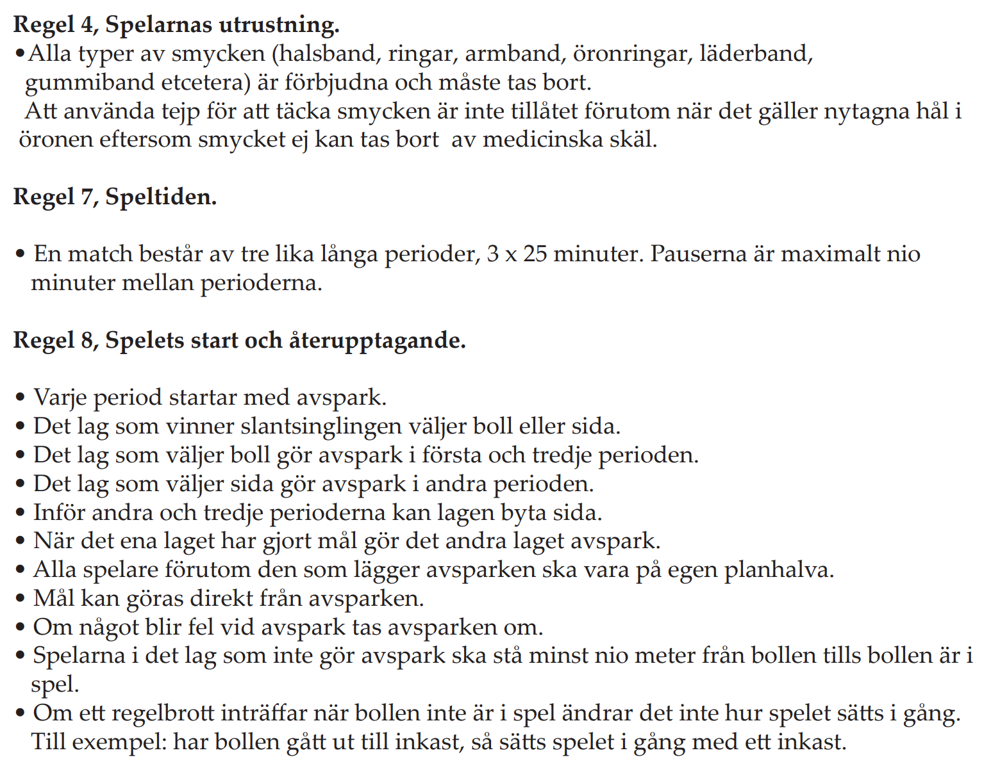 Regel 4, Spelarnas utrustning.
•Alla typer av smycken (halsband, ringar, armband, öronringar, läderband,
gummiband etcetera) är förbjudna och måste tas bort.
Att använda tejp för att täcka smycken är inte tillåtet förutom när det gäller nytagna hål i
öronen eftersom smycket ej kan tas bort  av medicinska skäl.
Regel 7, Speltiden.
• En match består av tre lika långa perioder, 3 x 25 minuter. Pauserna är maximalt nio
minuter mellan perioderna.
Regel 8, Spelets start och återupptagande.
• Varje period startar med avspark.
• Det lag som vinner slantsinglingen väljer boll eller sida.
• Det lag som väljer boll gör avspark i första och tredje perioden.
• Det lag som väljer sida gör avspark i andra perioden.
• Inför andra och tredje perioderna kan lagen byta sida.
• När det ena laget har gjort mål gör det andra laget avspark.
• Alla spelare förutom den som lägger avsparken ska vara på egen planhalva.
• Mål kan göras direkt från avsparken.
• Om något blir fel vid avspark tas avsparken om.
• Spelarna i det lag som inte gör avspark ska stå minst nio meter från bollen tills bollen är i
spel.
• Om ett regelbrott inträffar när bollen inte är i spel ändrar det inte hur spelet sätts i gång.
Till exempel: har bollen gått ut till inkast, så sätts spelet i gång med ett inkast.